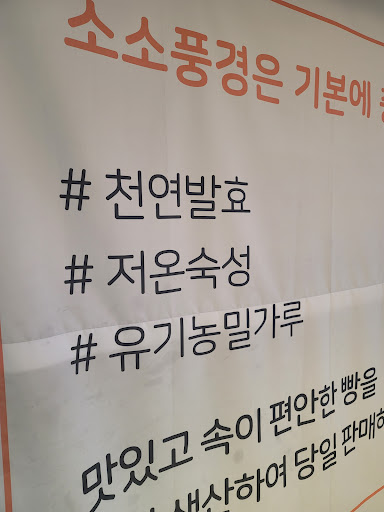 소소풍경은 기본에
# 천연발효
# 저온숙성
# 유기농밀가루
맛있고 속이 편안한 빵을
생산하여 당일 판매하